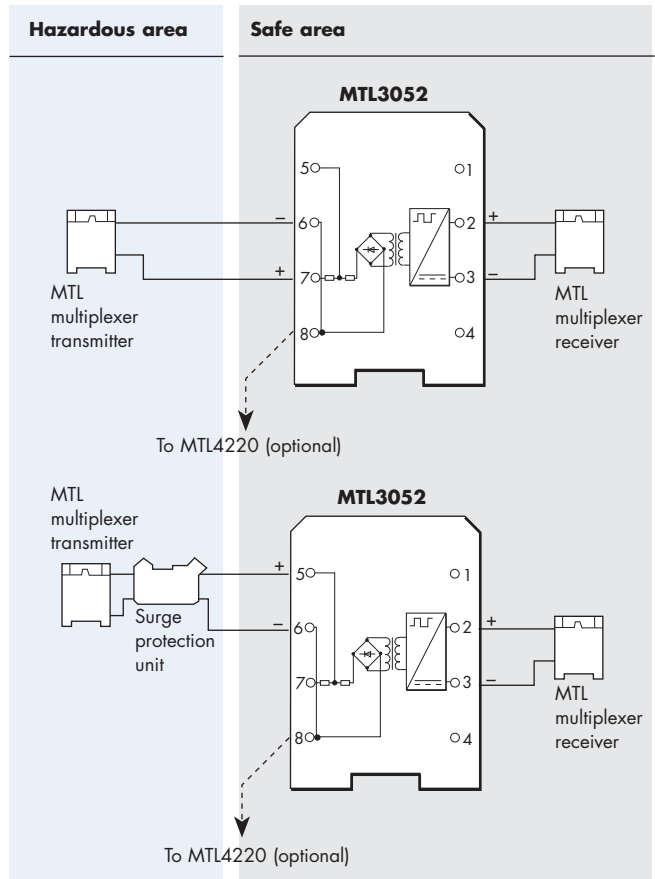 Hazardous area
Safe area
MTL3052
5
1
−
6
2
+
+
7
3
−
8
4
MTL
multiplexer
transmitter
MTL
multiplexer
receiver
To MTL4220 (optional)
MTL
multiplexer
transmitter
MTL3052
+
5
1
−
6
2
+
Surge
protection
unit
7
3
−
8
4
MTL
multiplexer
receiver
To MTL4220 (optional)